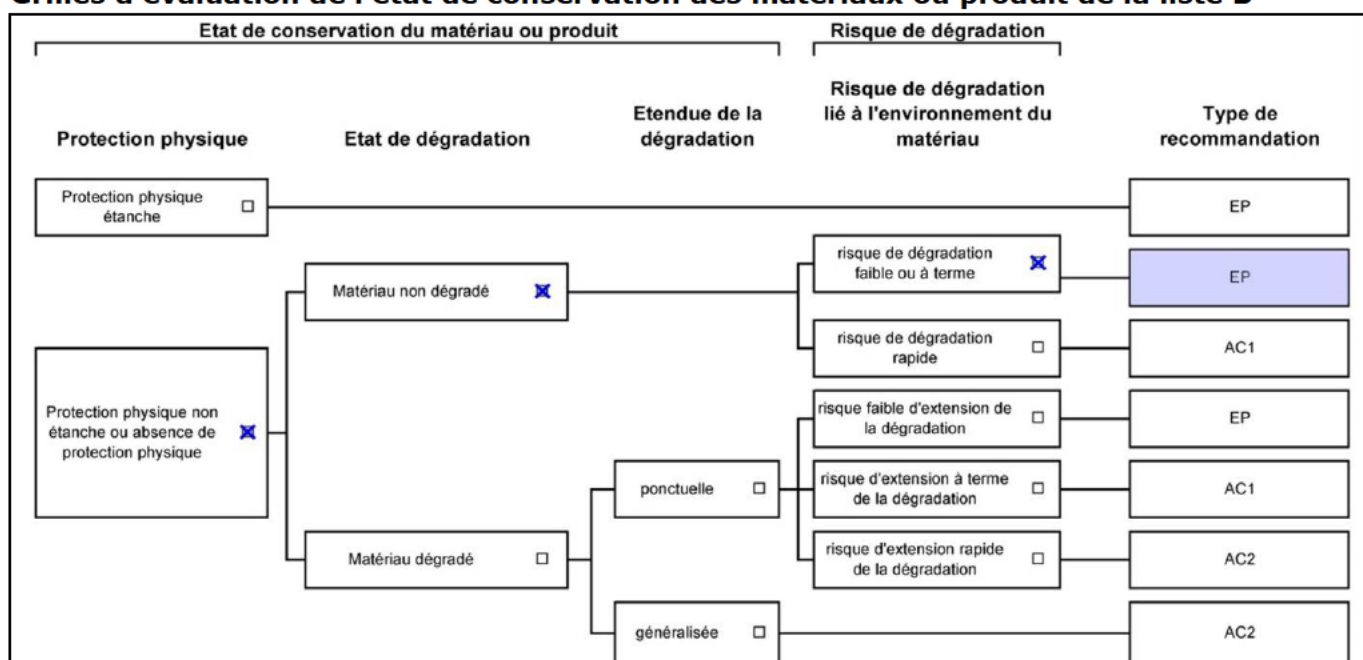 Grilles d'évaluation de l'état de conservation des matériaux ou produit de la liste B
Etat de conservation du matériau ou produit
Risque de dégradation
Protection physique
Etat de dégradation
Etendue de la
dégradation
Risque de dégradation
lié à l'environnement du
matériau
Type de
recommandation
Protection physique
étanche
EP
Protection physique non
étanche ou absence de
protection physique
Matériau non dégradé
risque de dégradation
faible ou à terme
EP
risque de dégradation
rapide
AC1
Matériau dégradé
ponctuelle
risque faible d'extension de
la dégradation
EP
risque d'extension à terme
de la dégradation
AC1
risque d'extension rapide
de la dégradation
AC2
généralisée
AC2